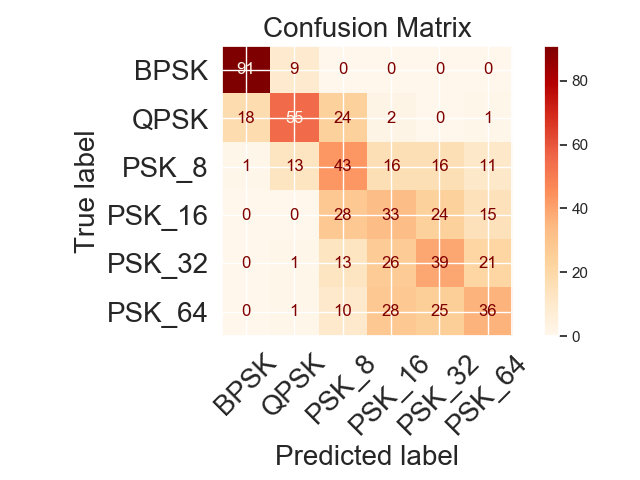 Confusion Matrix
True label
BPSK 91 9 0 0 0 0
QPSK 18 55 24 2 0 1
PSK_8 1 13 43 16 16 11
PSK_16 0 0 28 33 24 15
PSK_32 0 1 13 26 39 21
PSK_64 0 1 10 28 25 36
BPSK QPSK PSK_8 PSK_16 PSK_32 PSK_64
Predicted label
80
60
40
20
0